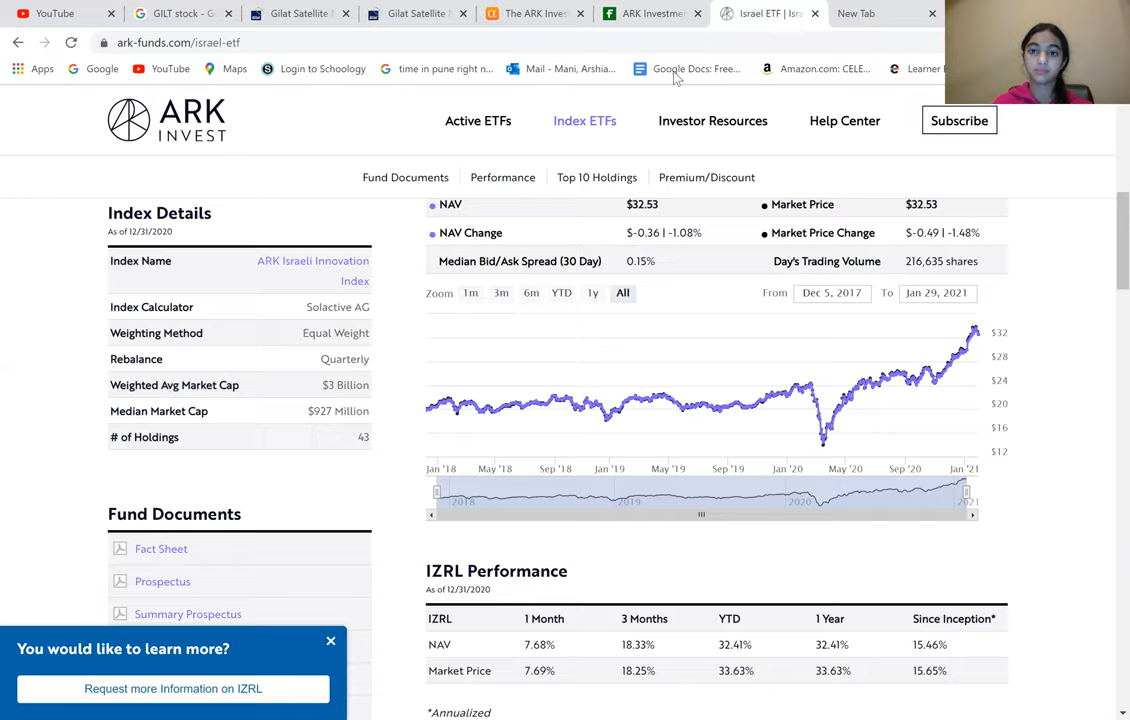 YouTube
GILT stock - G
Gilat Satellite
Gilat Satellite
The ARK Inves
ARK Investmen
Israel ETF | Isra
New Tab
ark-funds.com/israel-etf
Apps
Google
YouTube
Maps
Login to Schoology
time in pune right n...
Mail - Mani, Arshia...
Google Docs: Free...
Amazon.com: CELE...
Learner
ARK
INVEST
Active ETFs
Index ETFs
Investor Resources
Help Center
Subscribe
Fund Documents
Performance
Top 10 Holdings
Premium/Discount
Index Details
As of 12/31/2020
Index Name ARK Israeli Innovation
Index
Index Calculator Solactive AG
Weighting Method Equal Weight
Rebalance Quarterly
Weighted Avg Market Cap $3 Billion
Median Market Cap $927 Million
# of Holdings 43
Fund Documents
Fact Sheet
Prospectus
Summary Prospectus
You would like to learn more?
Request more Information on IZRL
NAV $32.53 Market Price $32.53
NAV Change $-0.36 | -1.08% Market Price Change $-0.49 | -1.48%
Median Bid/Ask Spread (30 Day) 0.15% Day's Trading Volume 216,635 shares
Zoom 1m 3m 6m YTD 1y All From Dec 5, 2017 To Jan 29, 2021
$32
$28
$24
$20
$16
$12
Jan '18 May '18 Sep '18 Jan '19 May '19 Sep '19 Jan '20 May '20 Sep '20 Jan '21
2018 2019 2020 2021
IZRL Performance
As of 12/31/2020
IZRL 1 Month 3 Months YTD 1 Year Since Inception*
NAV 7.68% 18.33% 32.41% 32.41% 15.46%
Market Price 7.69% 18.25% 33.63% 33.63% 15.65%
*Annualized